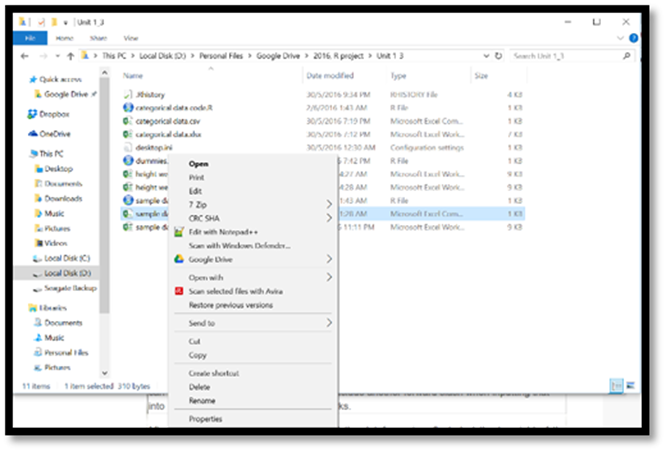 Unit 1_3
File Home Share View
This PC > Local Disk (D:) > Personal Files > Google Drive > 2016, R project > Unit 1 3
Search Unit 1_3
Name Date modified Type Size
Quick access
Google Drive
Dropbox
OneDrive
This PC
Desktop
Documents
Downloads
Music
Pictures
Videos
Local Disk (C:)
Local Disk (D:)
Seagate Backup
Libraries
Documents
Music
Personal Files
Pictures
.Rhistory 30/5/2016 9:34 PM RHISTORY File 4 KB
categorical data code.R 2/6/2016 1:43 AM R File 1 KB
categorical data.csv 30/5/2016 7:19 PM Microsoft Excel Com... 1 KB
categorical data.xlsx 30/5/2016 7:12 PM Microsoft Excel Work... 7 KB
desktop.ini 30/5/2016 12:30 AM Configuration settings 1 KB
dummies. 7:42 PM R File 1 KB
height we 4:27 AM Microsoft Excel Work... 9 KB
height we 4:28 AM Microsoft Excel Work... 9 KB
sample da 1:43 AM R File 1 KB
sample da 1:28 AM Microsoft Excel Com... 1 KB
sample da 11:11 PM Microsoft Excel Work... 9 KB
Open
Print
Edit
7 Zip
CRC SHA
Edit with Notepad++
Scan with Windows Defender...
Google Drive
Open with
Scan selected files with Avira
Restore previous versions
Send to
Cut
Copy
Create shortcut
Delete
Rename
Properties
11 items 1 item selected 310 bytes
into